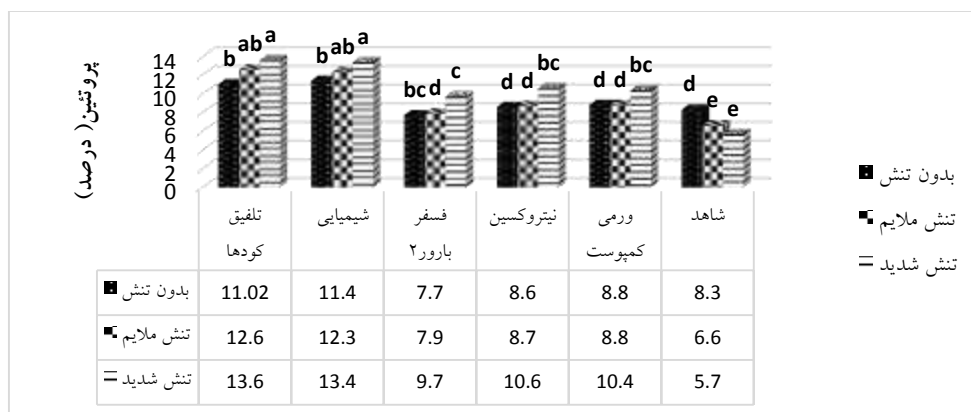 b ab a b ab a bc d c d d bc d d bc e e
پروتئین( درصد)
14
12
10
8
6
4
2
0
تلفیق کودها
شیمیایی
فسفر بارور۲
نیتروکسین
ورمی کمپوست
شاهد
بدون تنش 11.02 11.4 7.7 8.6 8.8 8.3
تنش ملایم 12.6 12.3 7.9 8.7 8.8 6.6
تنش شدید 13.6 13.4 9.7 10.6 10.4 5.7
بدون تنش
تنش ملایم
تنش شدید